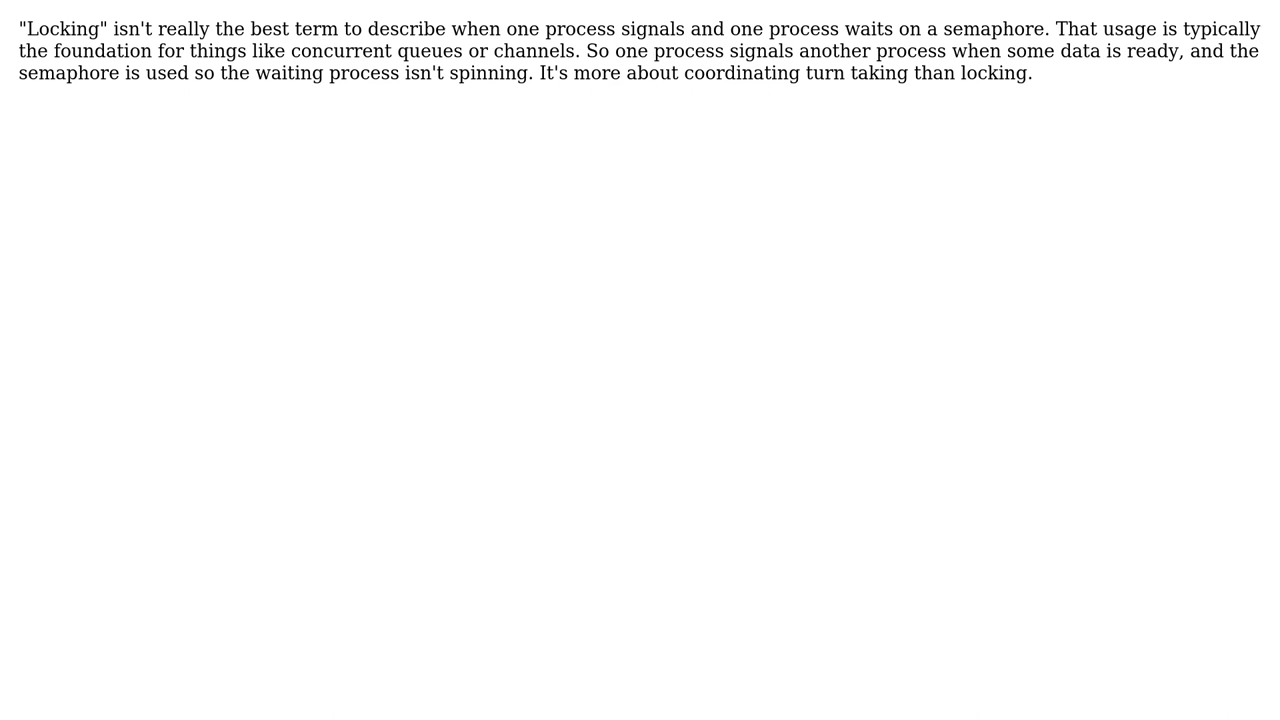 "Locking" isn't really the best term to describe when one process signals and one process waits on a semaphore. That usage is typically
the foundation for things like concurrent queues or channels. So one process signals another process when some data is ready, and the
semaphore is used so the waiting process isn't spinning. It's more about coordinating turn taking than locking.